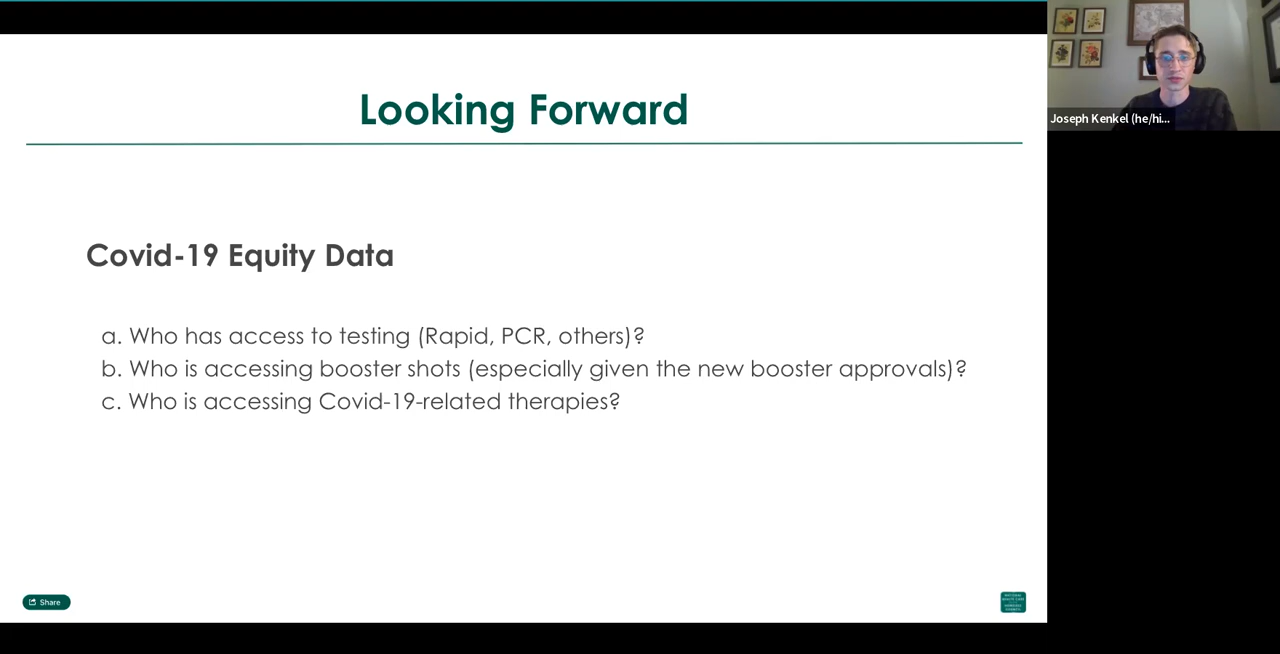 Looking Forward
Joseph Kenkel (he/hi...
Covid-19 Equity Data
a. Who has access to testing (Rapid, PCR, others)?
b. Who is accessing booster shots (especially given the new booster approvals)?
c. Who is accessing Covid-19-related therapies?
Share